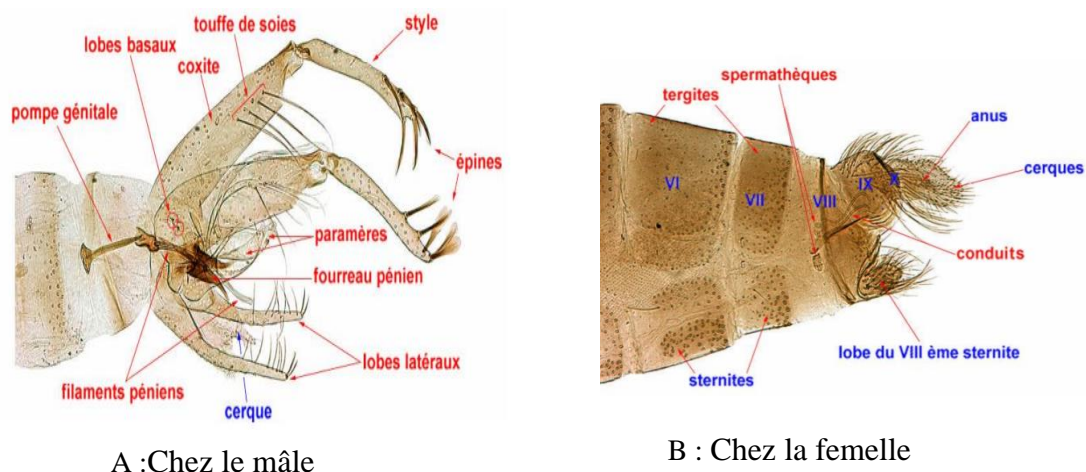 touffe de soies
style
lobes basaux
coxite
pompe génitale
épines
paramères
fourreau pénien
lobes latéraux
filaments péniens
cerque
A :Chez le mâle
spermathèques
tergites
anus
cerques
VI
VII
VIII
IX
X
conduits
lobe du VIII ème sternite
sternites
B : Chez la femelle